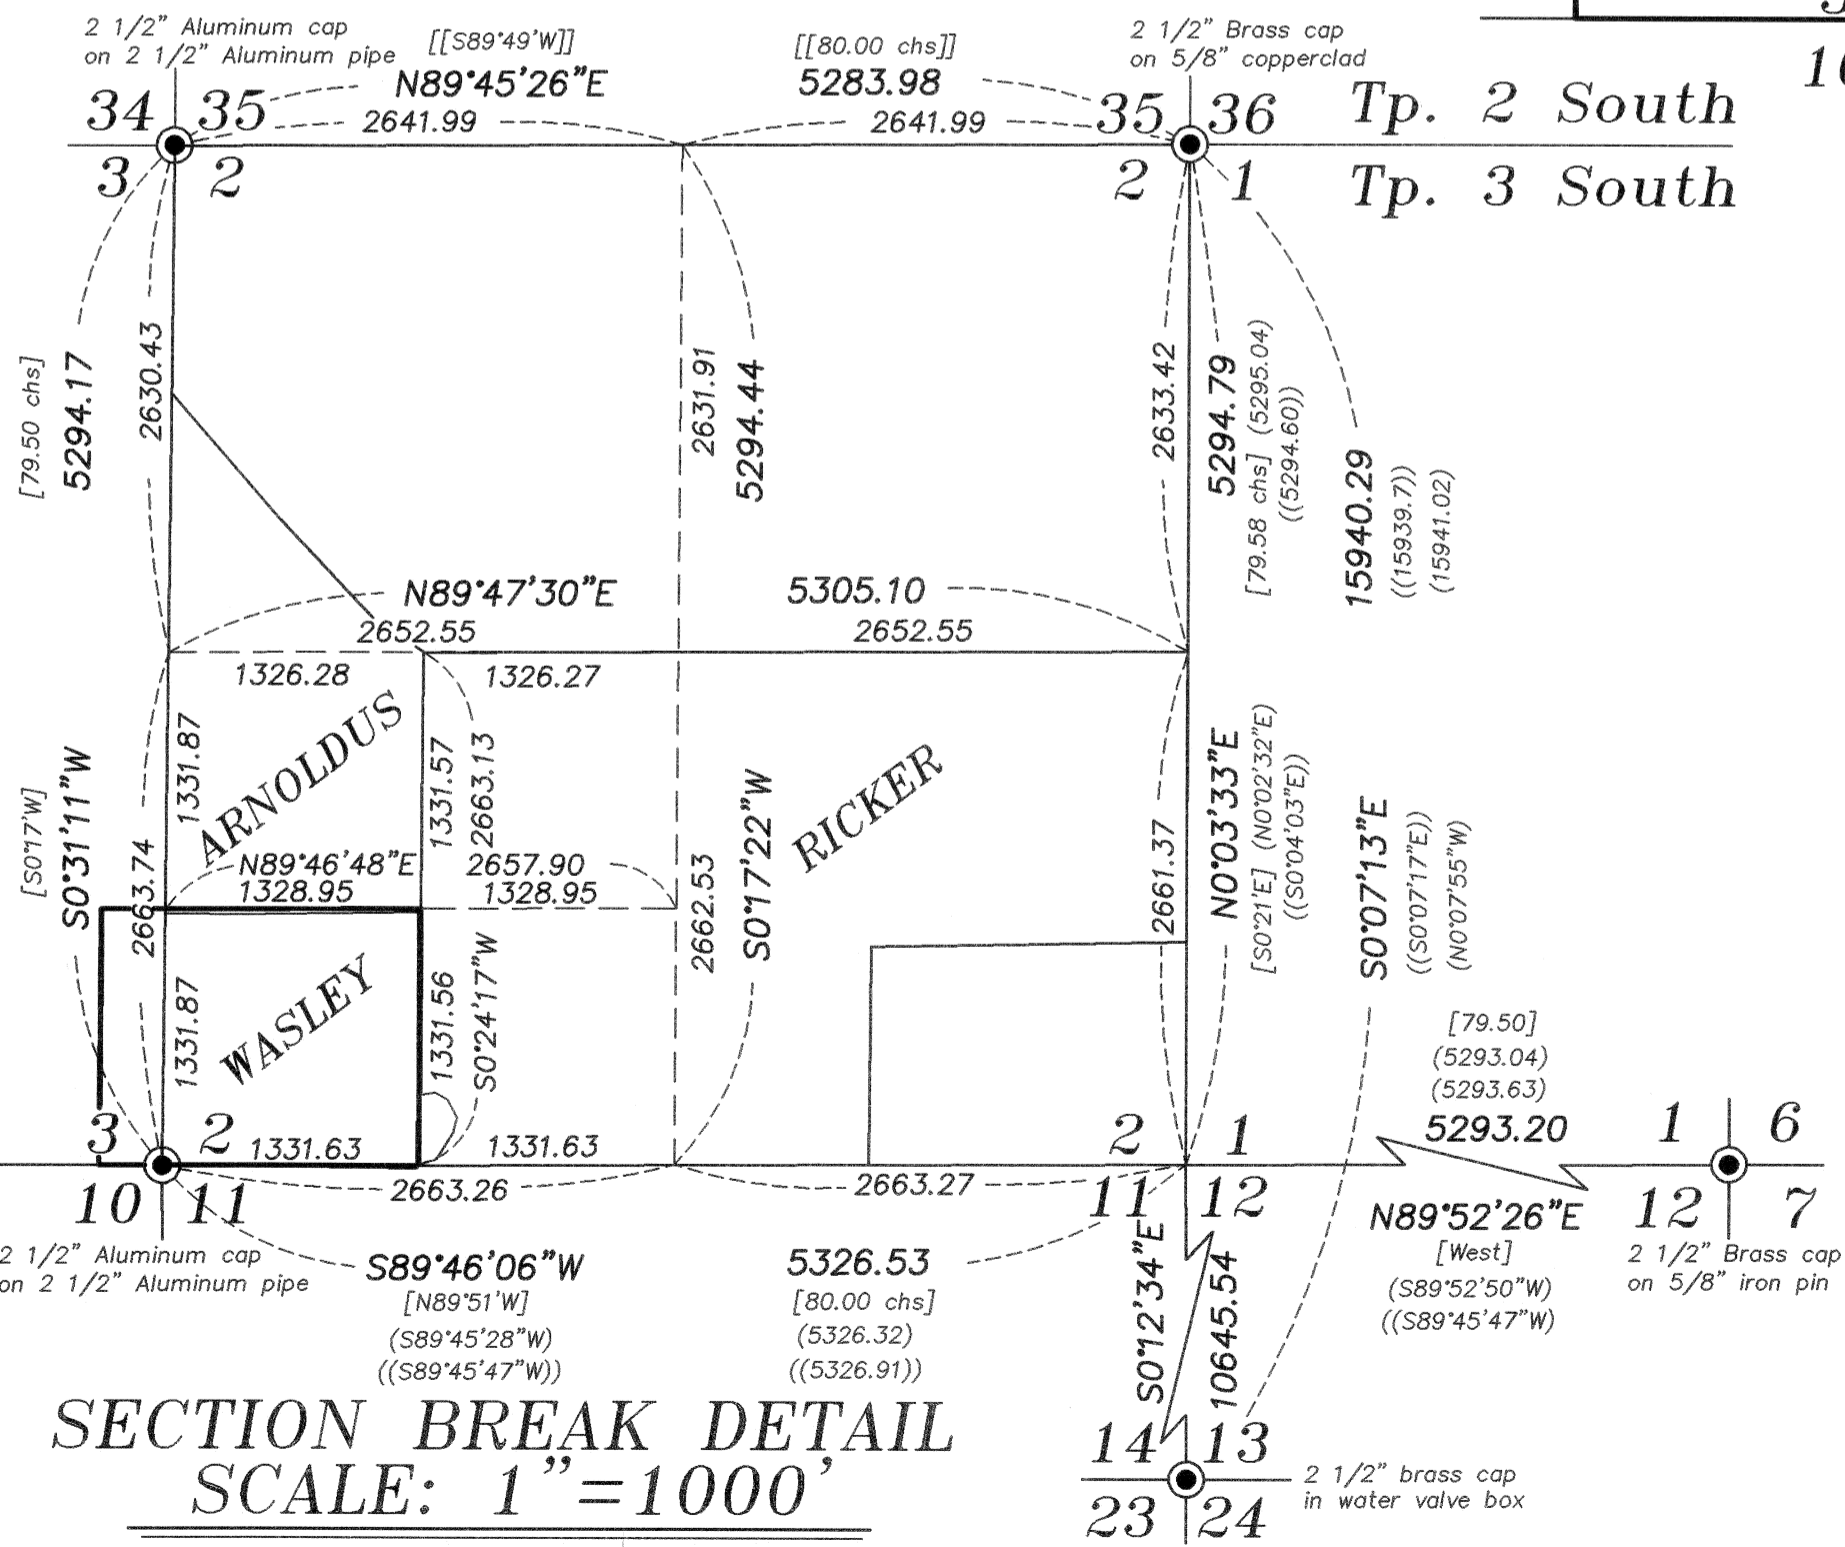 2 1/2" Aluminum cap
on 2 1/2" Aluminum pipe
[[S89°49'W]]
N89°45'26"E
[[80.00 chs]]
5283.98
2 1/2" Brass cap
on 5/8" copperclad
34 35
2641.99
2641.99
35 36
Tp. 2 South
3 2
2 1
Tp. 3 South
[79.50 chs]
5294.17
2630.43
2631.91
5294.44
2633.42
5294.79
[79.58 chs] (5295.04)
((5294.60))
15940.29
((15939.7))
(15941.02)
N89°47'30"E
5305.10
2652.55
2652.55
1326.28
1326.27
ARNOLDUS
RICKER
1331.87
1331.57
2663.13
[S0°17'W]
S0°31'11"W
2663.74
N89°46'48"E
2657.90
1328.95
1328.95
2662.53
S0°17'22"W
2661.37
N0°03'33"E
[S0°21'E] (N0°02'32"E)
((S0°04'03"E))
S0°07'13"E
((S0°07'17"E))
(N0°07'55"W)
WASLEY
1331.87
1331.56
S0°24'17"W
[79.50]
(5293.04)
(5293.63)
5293.20
3 2
1331.63
1331.63
2 1
1 6
10 11
2663.26
2663.27
11 12
12 7
N89°52'26"E
[West]
(S89°52'50"W)
((S89°45'47"W)
2 1/2" Brass cap
on 5/8" iron pin
2 1/2" Aluminum cap
on 2 1/2" Aluminum pipe
S89°46'06"W
[N89°51'W]
(S89°45'28"W)
((S89°45'47"W))
5326.53
[80.00 chs]
(5326.32)
((5326.91))
S0°12'34"E
10645.54
SECTION BREAK DETAIL
SCALE: 1"=1000'
14 13
23 24
2 1/2" brass cap
in water valve box